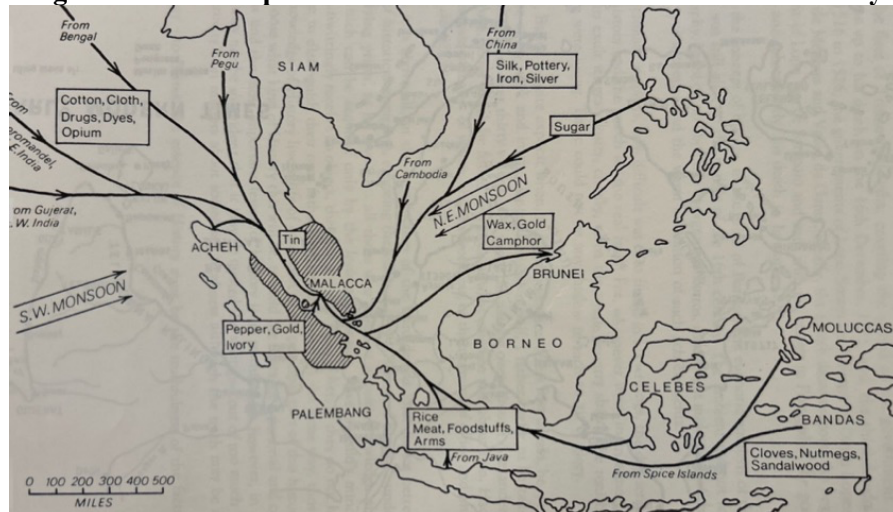 From
Bengal
From
Pegu
SIAM
From
China
Silk, Pottery,
Iron, Silver
Cotton, Cloth,
Drugs, Dyes,
Opium
Sugar
From
Cambodia
N.E. MONSOON
om Gujerat,
.W. India
E. India
ACHEH
Tin
Wax, Gold
Camphor
BRUNEI
S.W. MONSOON
MALACCA
Pepper, Gold,
Ivory
BORNEO
MOLUCCAS
CELEBES
PALEMBANG
Rice
Meat, Foodstuffs,
Arms
BANDAS
From Java
From Spice Islands
Cloves, Nutmegs,
Sandalwood
0 100 200 300 400 500
MILES